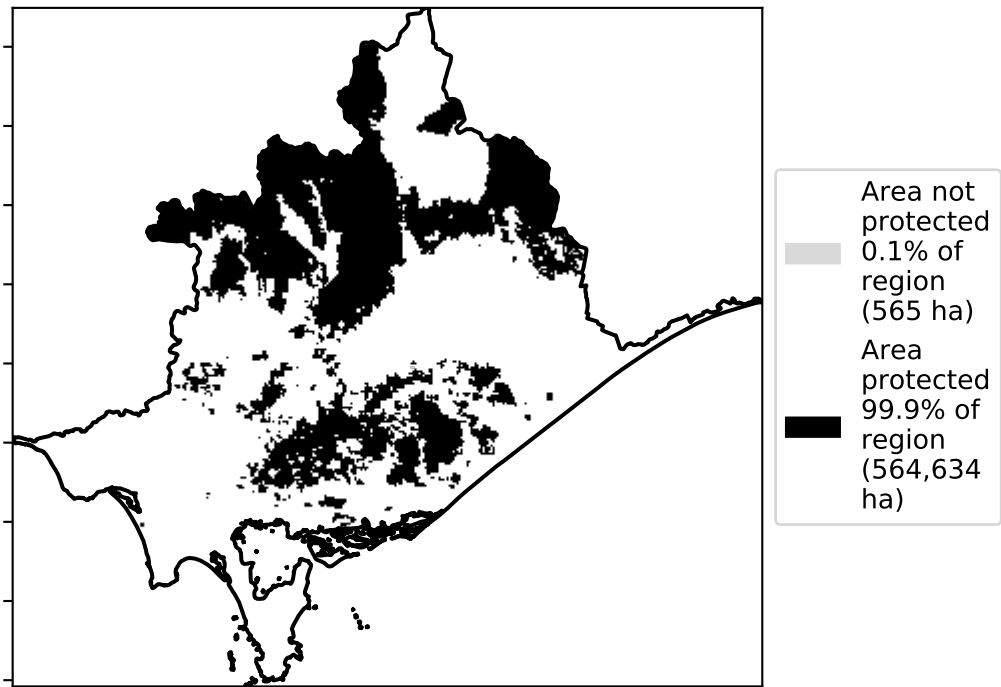 Area not
protected
0.1% of
region
(565 ha)
Area
protected
99.9% of
region
(564,634
ha)